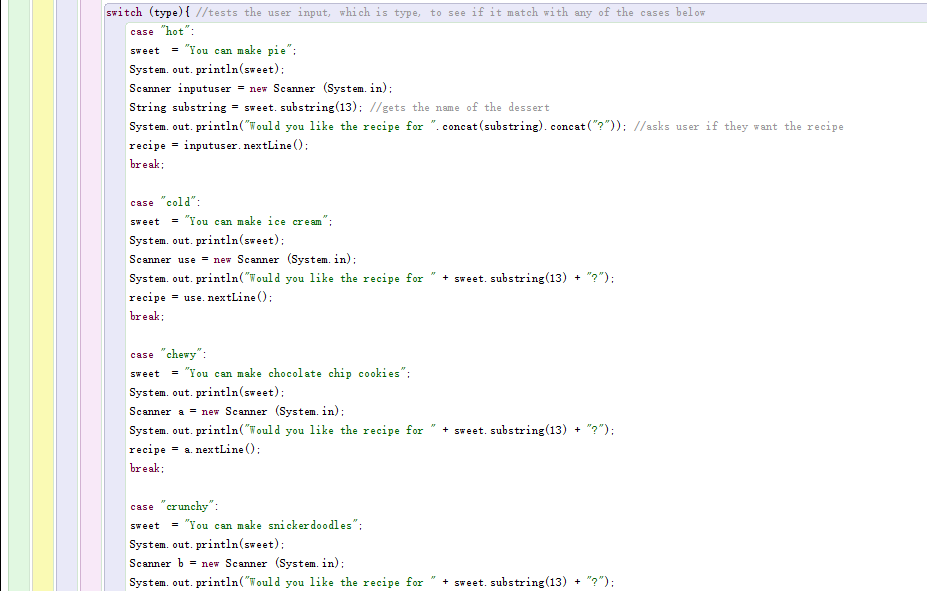 switch (type){ //tests the user input, which is type, to see if it match with any of the cases below
case "hot":
sweet  = "You can make pie";
System.out.println(sweet);
Scanner inputuser = new Scanner (System.in);
String substring = sweet.substring(13); //gets the name of the dessert
System.out.println("Would you like the recipe for ".concat(substring).concat("?")); //asks user if they want the recipe
recipe = inputuser.nextLine();
break;
case "cold":
sweet  = "You can make ice cream";
System.out.println(sweet);
Scanner use = new Scanner (System.in);
System.out.println("Would you like the recipe for " + sweet.substring(13) + "?");
recipe = use.nextLine();
break;
case "chewy":
sweet  = "You can make chocolate chip cookies";
System.out.println(sweet);
Scanner a = new Scanner (System.in);
System.out.println("Would you like the recipe for " + sweet.substring(13) + "?");
recipe = a.nextLine();
break;
case "crunchy":
sweet  = "You can make snickerdoodles";
System.out.println(sweet);
Scanner b = new Scanner (System.in);
System.out.println("Would you like the recipe for " + sweet.substring(13) + "?");